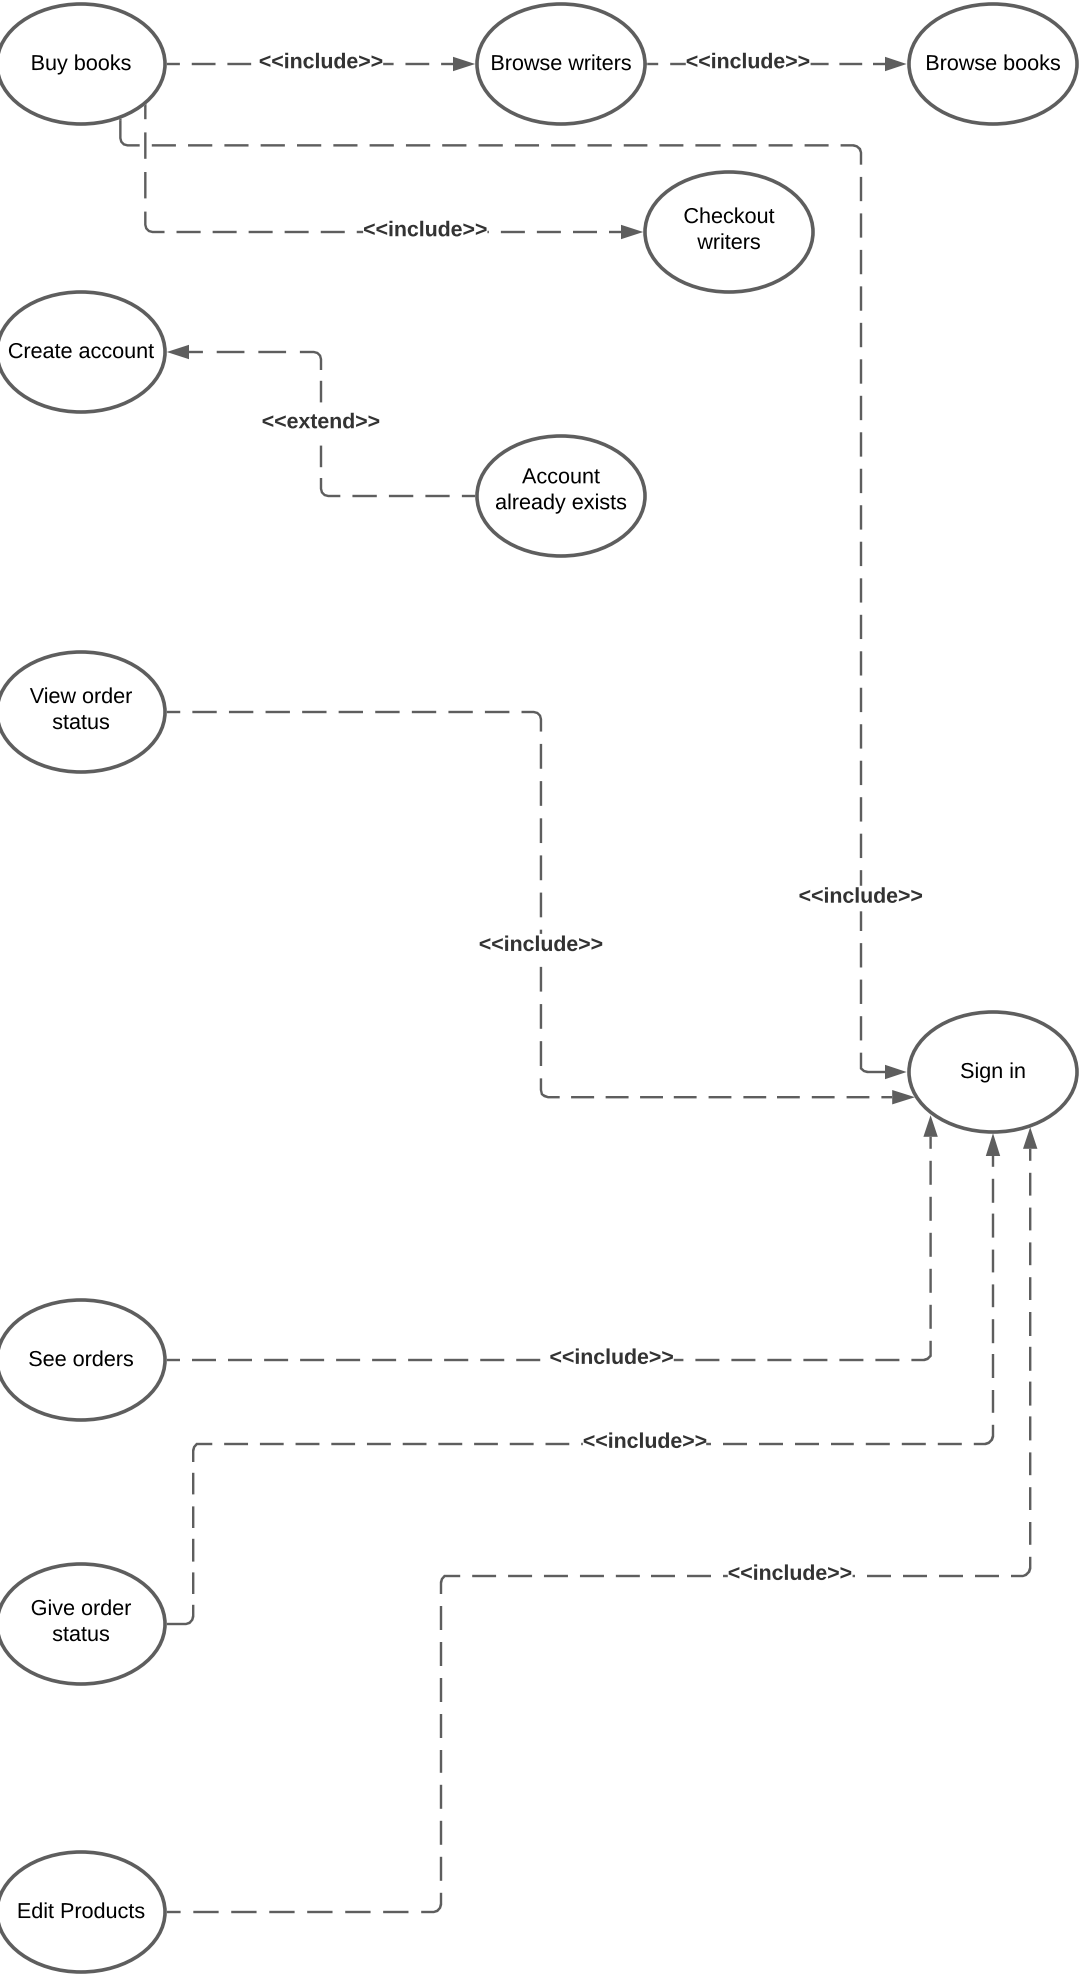 Buy books
<<include>>
Browse writers
<<include>>
Browse books
Checkout
writers
<<include>>
Create account
<<extend>>
Account
already exists
View order
status
<<include>>
<<include>>
Sign in
See orders
<<include>>
<<include>>
<<include>>
Give order
status
Edit Products